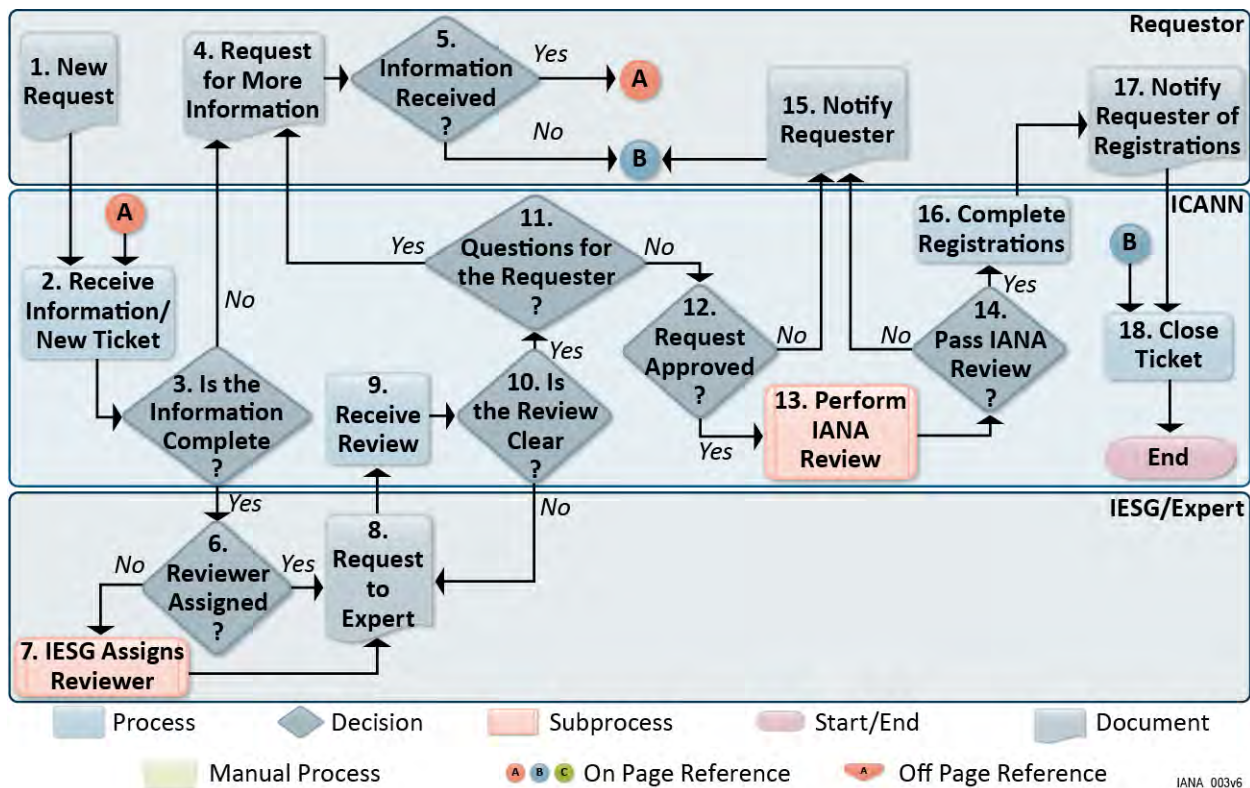 Requestor
1. New
Request
4. Request
for More
Information
5.
Information
Received
?
Yes
A
No
B
15. Notify
Requester
17. Notify
Requester of
Registrations
ICANN
A
2. Receive
Information/
New Ticket
No
3. Is the
Information
Complete
?
Yes
9.
Receive
Review
Yes
11.
Questions for
the Requester
?
No
Yes
10. Is
the Review
Clear
?
No
12.
Request
Approved
?
No
Yes
13. Perform
IANA
Review
16. Complete
Registrations
Yes
14.
Pass IANA
Review
?
No
B
18. Close
Ticket
End
IESG/Expert
6.
Reviewer
Assigned
?
No
Yes
7. IESG Assigns
Reviewer
8.
Request
to
Expert
Process
Decision
Subprocess
Start/End
Document
Manual Process
A B C On Page Reference
A Off Page Reference
IANA_003v6